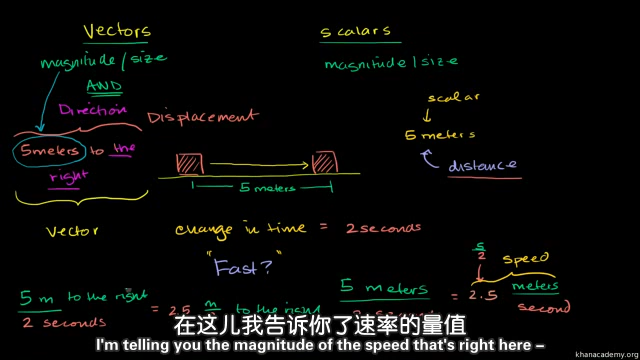 Vectors
magnitude / size
AND
Direction
Displacement
5 meters to the
right
Vector
scalars
magnitude / size
scalar
5 meters
distance
5 meters
change in time = 2 seconds
"Fast?"
5 m to the right
2 seconds
= 2.5 m to the right
5 meters
= 2.5 meters
second
5
2
speed
在这儿我告诉你了速率的量值
I'm telling you the magnitude of the speed that's right here –
khanacademy.org